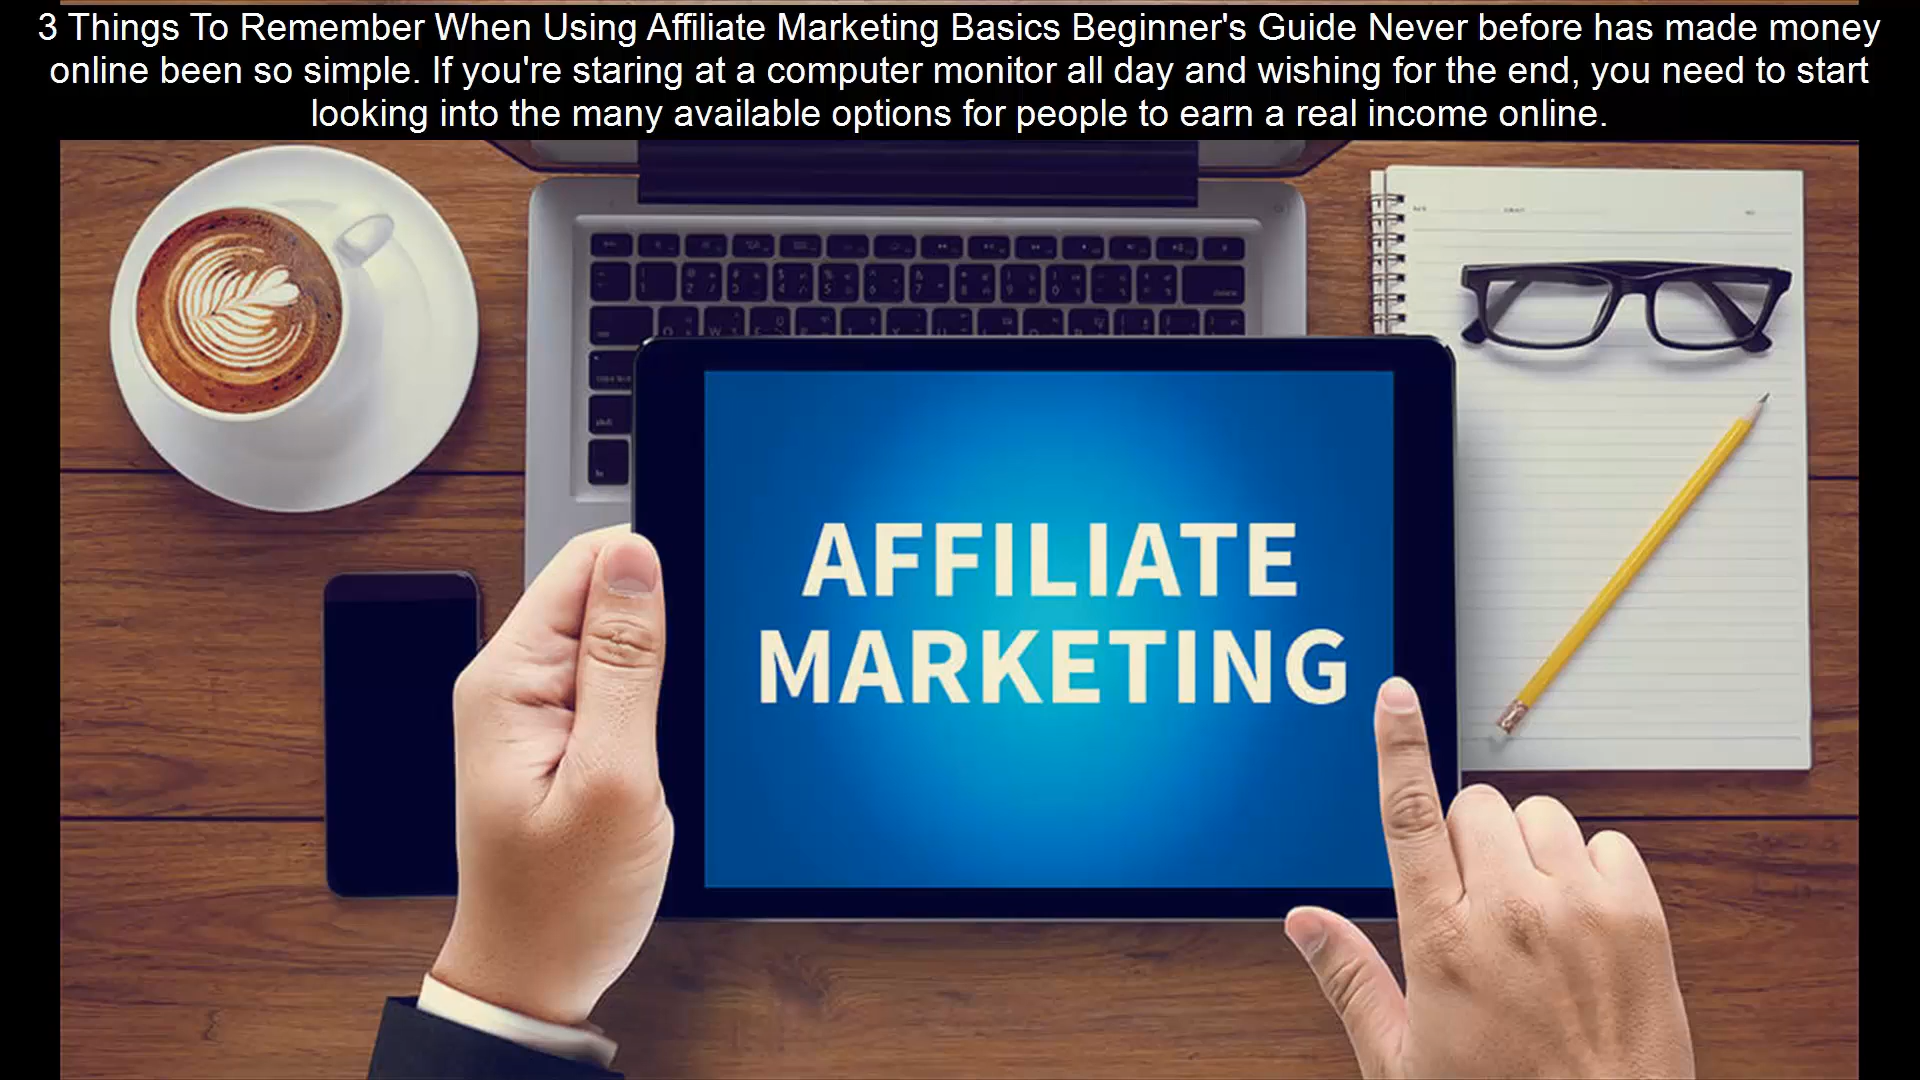 3 Things To Remember When Using Affiliate Marketing Basics Beginner's Guide Never before has made money
online been so simple. If you're staring at a computer monitor all day and wishing for the end, you need to start
looking into the many available options for people to earn a real income online.
delete
AFFILIATE
MARKETING